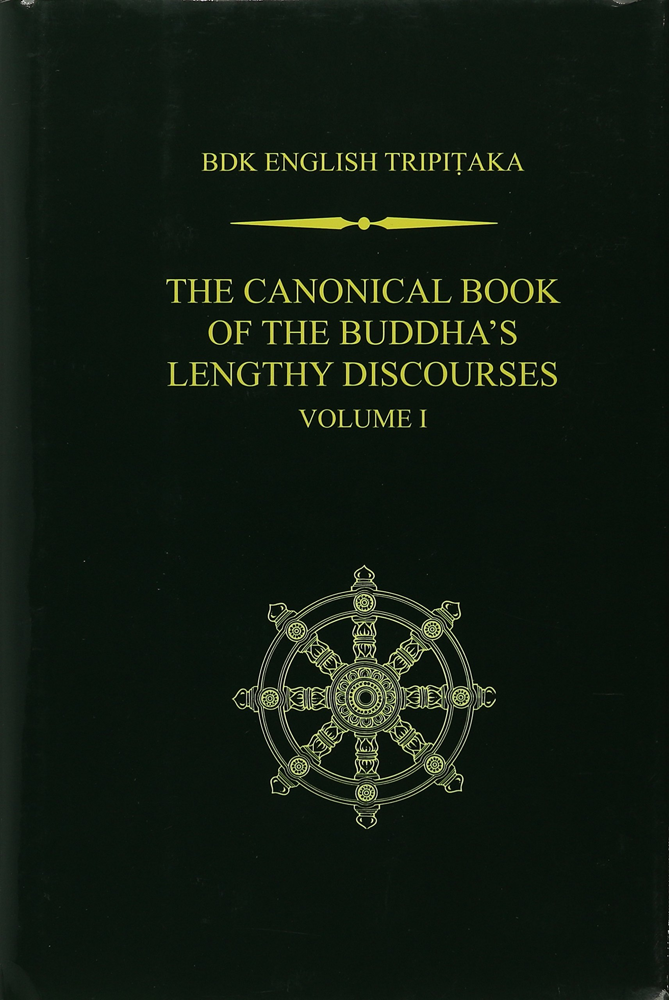 BDK ENGLISH TRIPIṬAKA
THE CANONICAL BOOK
OF THE BUDDHA’S
LENGTHY DISCOURSES
VOLUME I